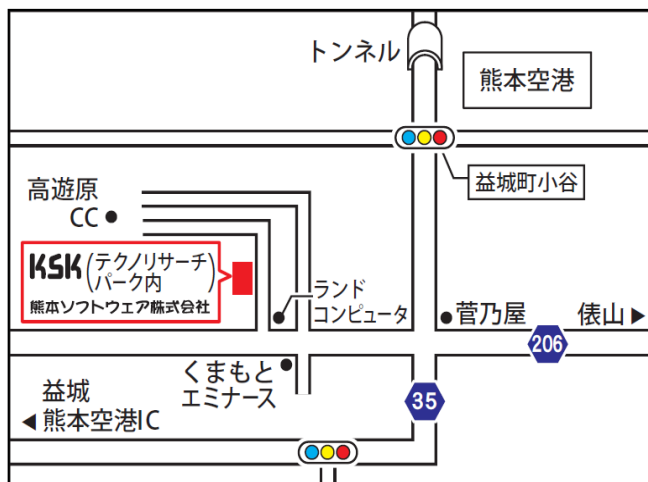 トンネル
熊本空港
益城町小谷
高遊原
CC
KSK(テクノリサーチ
パーク内)
熊本ソフトウェア株式会社
ランド
コンピュータ
菅乃屋
俵山▶
206
くまもと
エミナース
35
益城
◀熊本空港IC